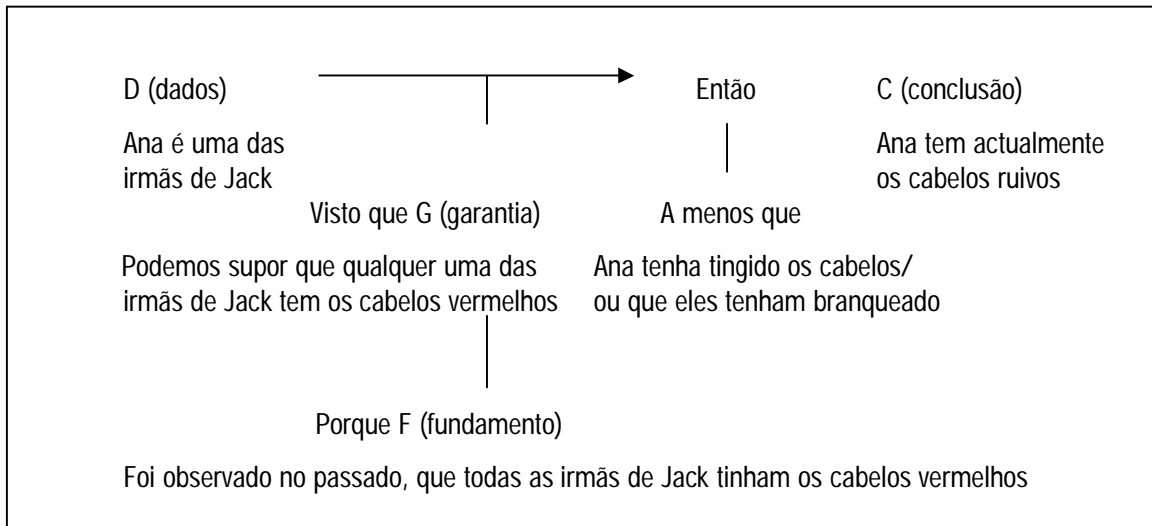 D (dados)
Então
C (conclusão)
Ana é uma das
irmãs de Jack
Ana tem actualmente
os cabelos ruivos
Visto que G (garantia)
A menos que
Podemos supor que qualquer uma das
irmãs de Jack tem os cabelos vermelhos
Ana tenha tingido os cabelos/
ou que eles tenham branqueado
Porque F (fundamento)
Foi observado no passado, que todas as irmãs de Jack tinham os cabelos vermelhos